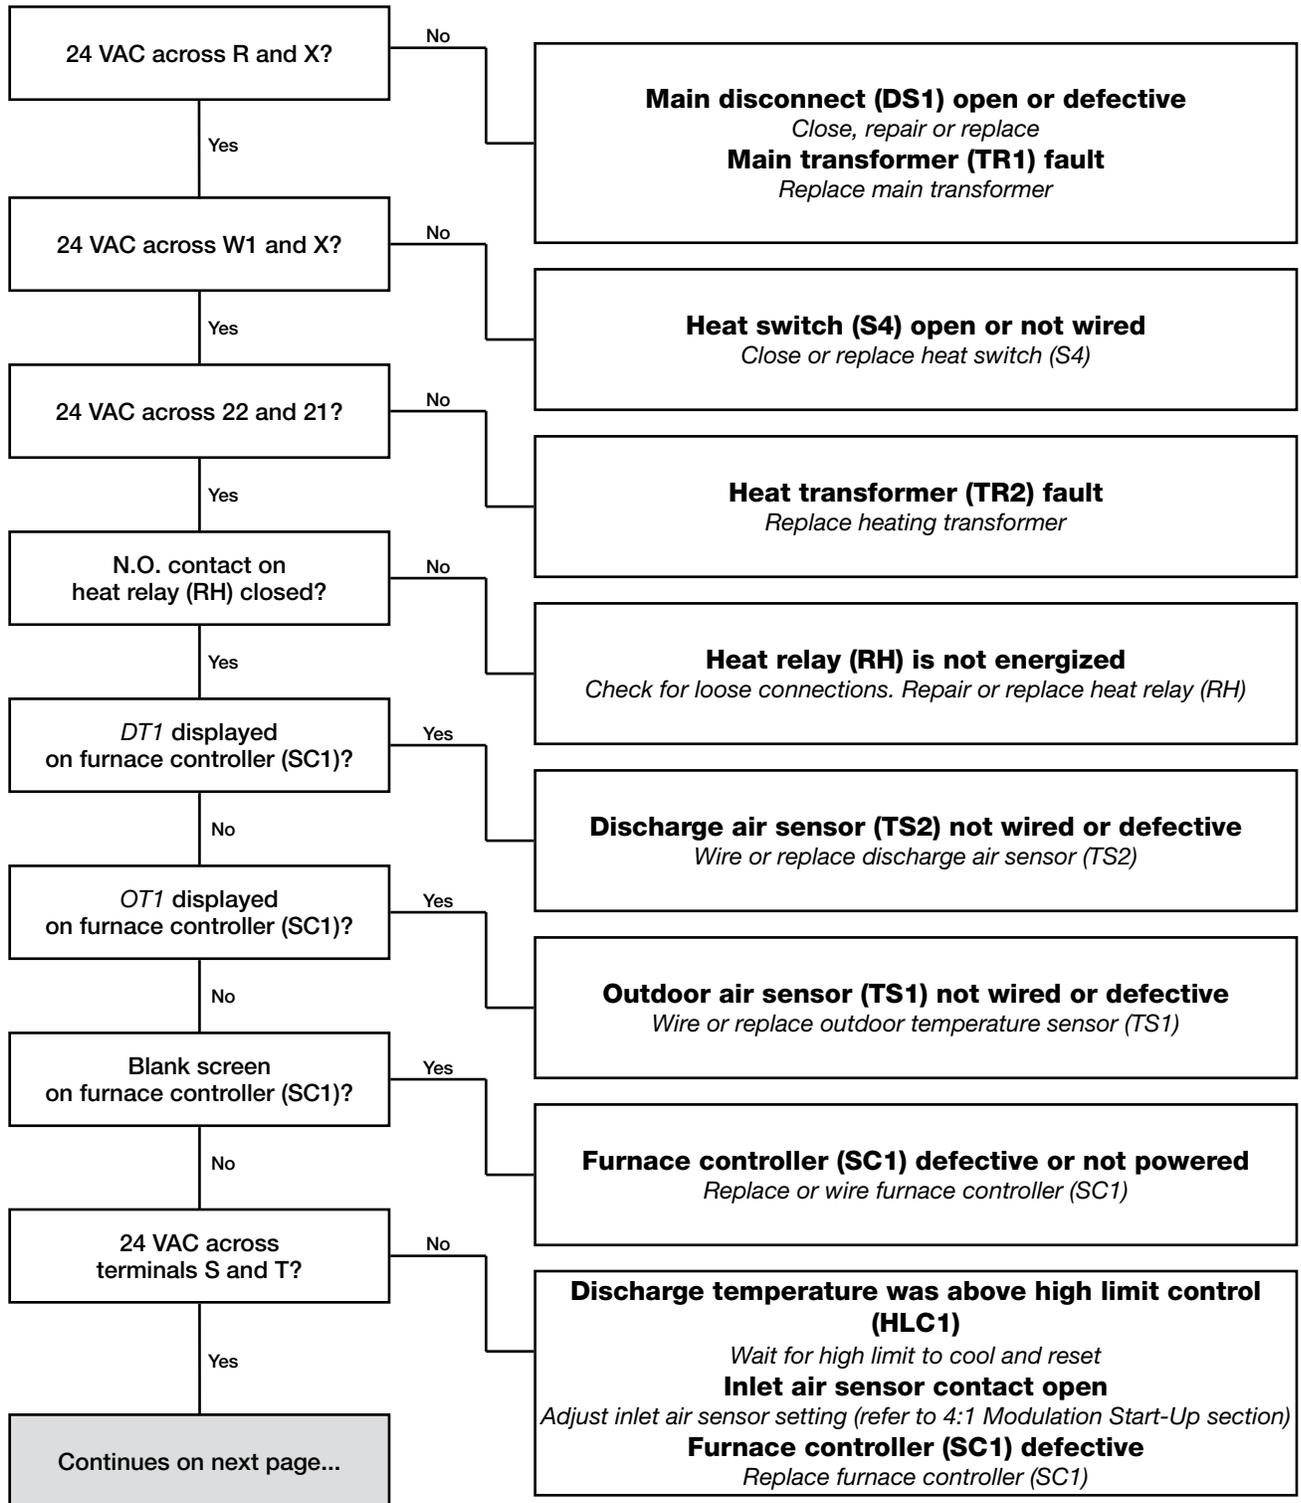 24 VAC across R and X?
No
Main disconnect (DS1) open or defective
Close, repair or replace
Main transformer (TR1) fault
Replace main transformer
Yes
24 VAC across W1 and X?
No
Heat switch (S4) open or not wired
Close or replace heat switch (S4)
Yes
24 VAC across 22 and 21?
No
Heat transformer (TR2) fault
Replace heating transformer
Yes
N.O. contact on
heat relay (RH) closed?
No
Heat relay (RH) is not energized
Check for loose connections. Repair or replace heat relay (RH)
Yes
DT1 displayed
on furnace controller (SC1)?
Yes
Discharge air sensor (TS2) not wired or defective
Wire or replace discharge air sensor (TS2)
No
OT1 displayed
on furnace controller (SC1)?
Yes
Outdoor air sensor (TS1) not wired or defective
Wire or replace outdoor temperature sensor (TS1)
No
Blank screen
on furnace controller (SC1)?
Yes
Furnace controller (SC1) defective or not powered
Replace or wire furnace controller (SC1)
No
24 VAC across
terminals S and T?
No
Discharge temperature was above high limit control
(HLC1)
Wait for high limit to cool and reset
Inlet air sensor contact open
Adjust inlet air sensor setting (refer to 4:1 Modulation Start-Up section)
Furnace controller (SC1) defective
Replace furnace controller (SC1)
Yes
Continues on next page...